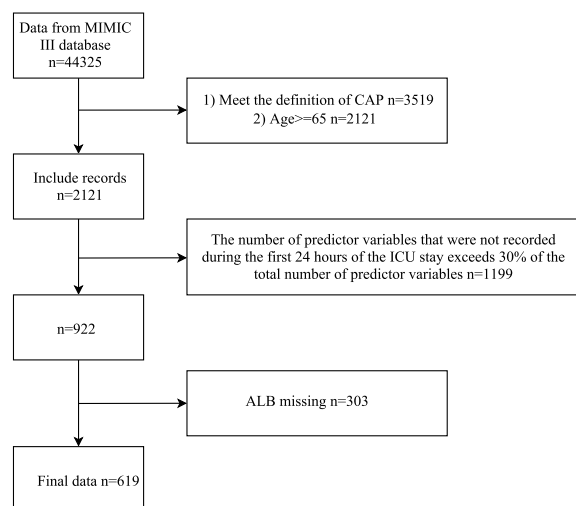 Data from MIMIC
III database
n=44325
1) Meet the definition of CAP n=3519
2) Age>=65 n=2121
Include records
n=2121
The number of predictor variables that were not recorded
during the first 24 hours of the ICU stay exceeds 30% of the
total number of predictor variables n=1199
n=922
ALB missing n=303
Final data n=619